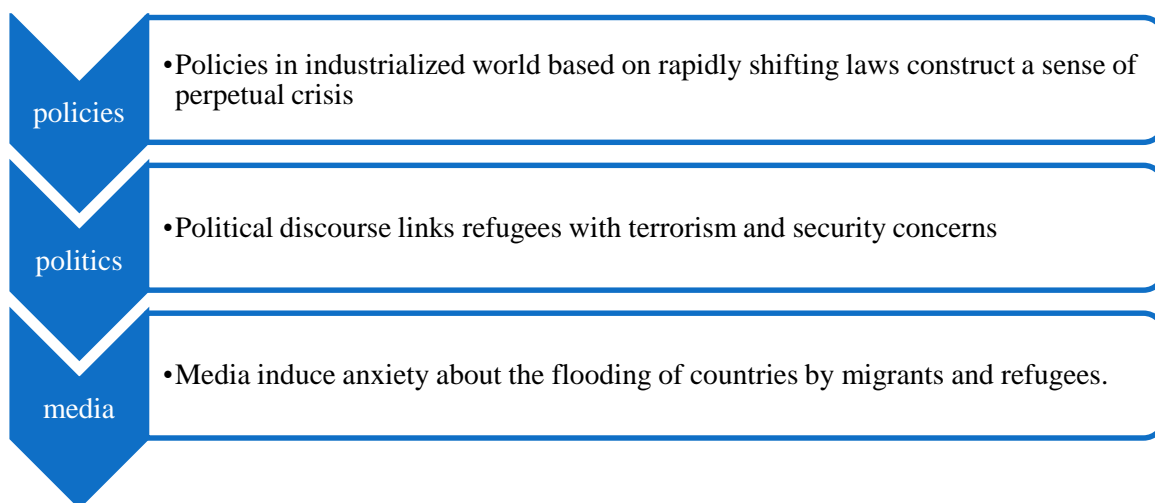 policies
•Policies in industrialized world based on rapidly shifting laws construct a sense of
perpetual crisis
politics
•Political discourse links refugees with terrorism and security concerns
media
•Media induce anxiety about the flooding of countries by migrants and refugees.